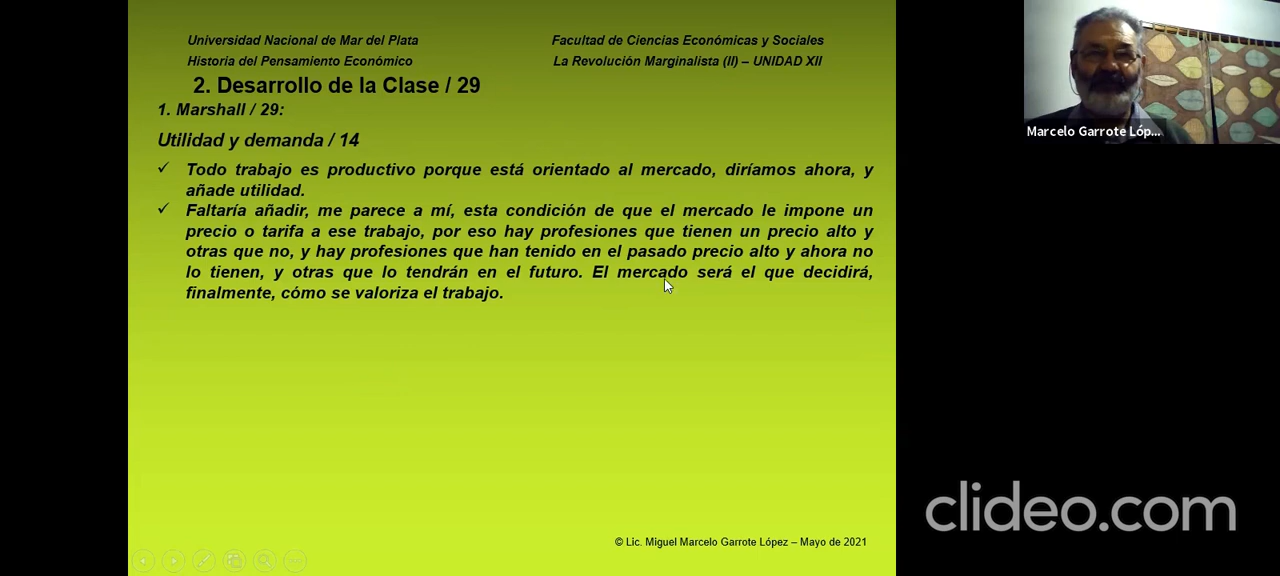 Universidad Nacional de Mar del Plata
Facultad de Ciencias Económicas y Sociales
Historia del Pensamiento Económico
La Revolución Marginalista (II) – UNIDAD XII
2. Desarrollo de la Clase / 29
1. Marshall / 29:
Utilidad y demanda / 14
✓ Todo trabajo es productivo porque está orientado al mercado, diríamos ahora, y
añade utilidad.
✓ Faltaría añadir, me parece a mí, esta condición de que el mercado le impone un
precio o tarifa a ese trabajo, por eso hay profesiones que tienen un precio alto y
otras que no, y hay profesiones que han tenido en el pasado precio alto y ahora no
lo tienen, y otras que lo tendrán en el futuro. El mercado será el que decidirá,
finalmente, cómo se valoriza el trabajo.
© Lic. Miguel Marcelo Garrote López – Mayo de 2021
Marcelo Garrote Lóp...
clideo.com